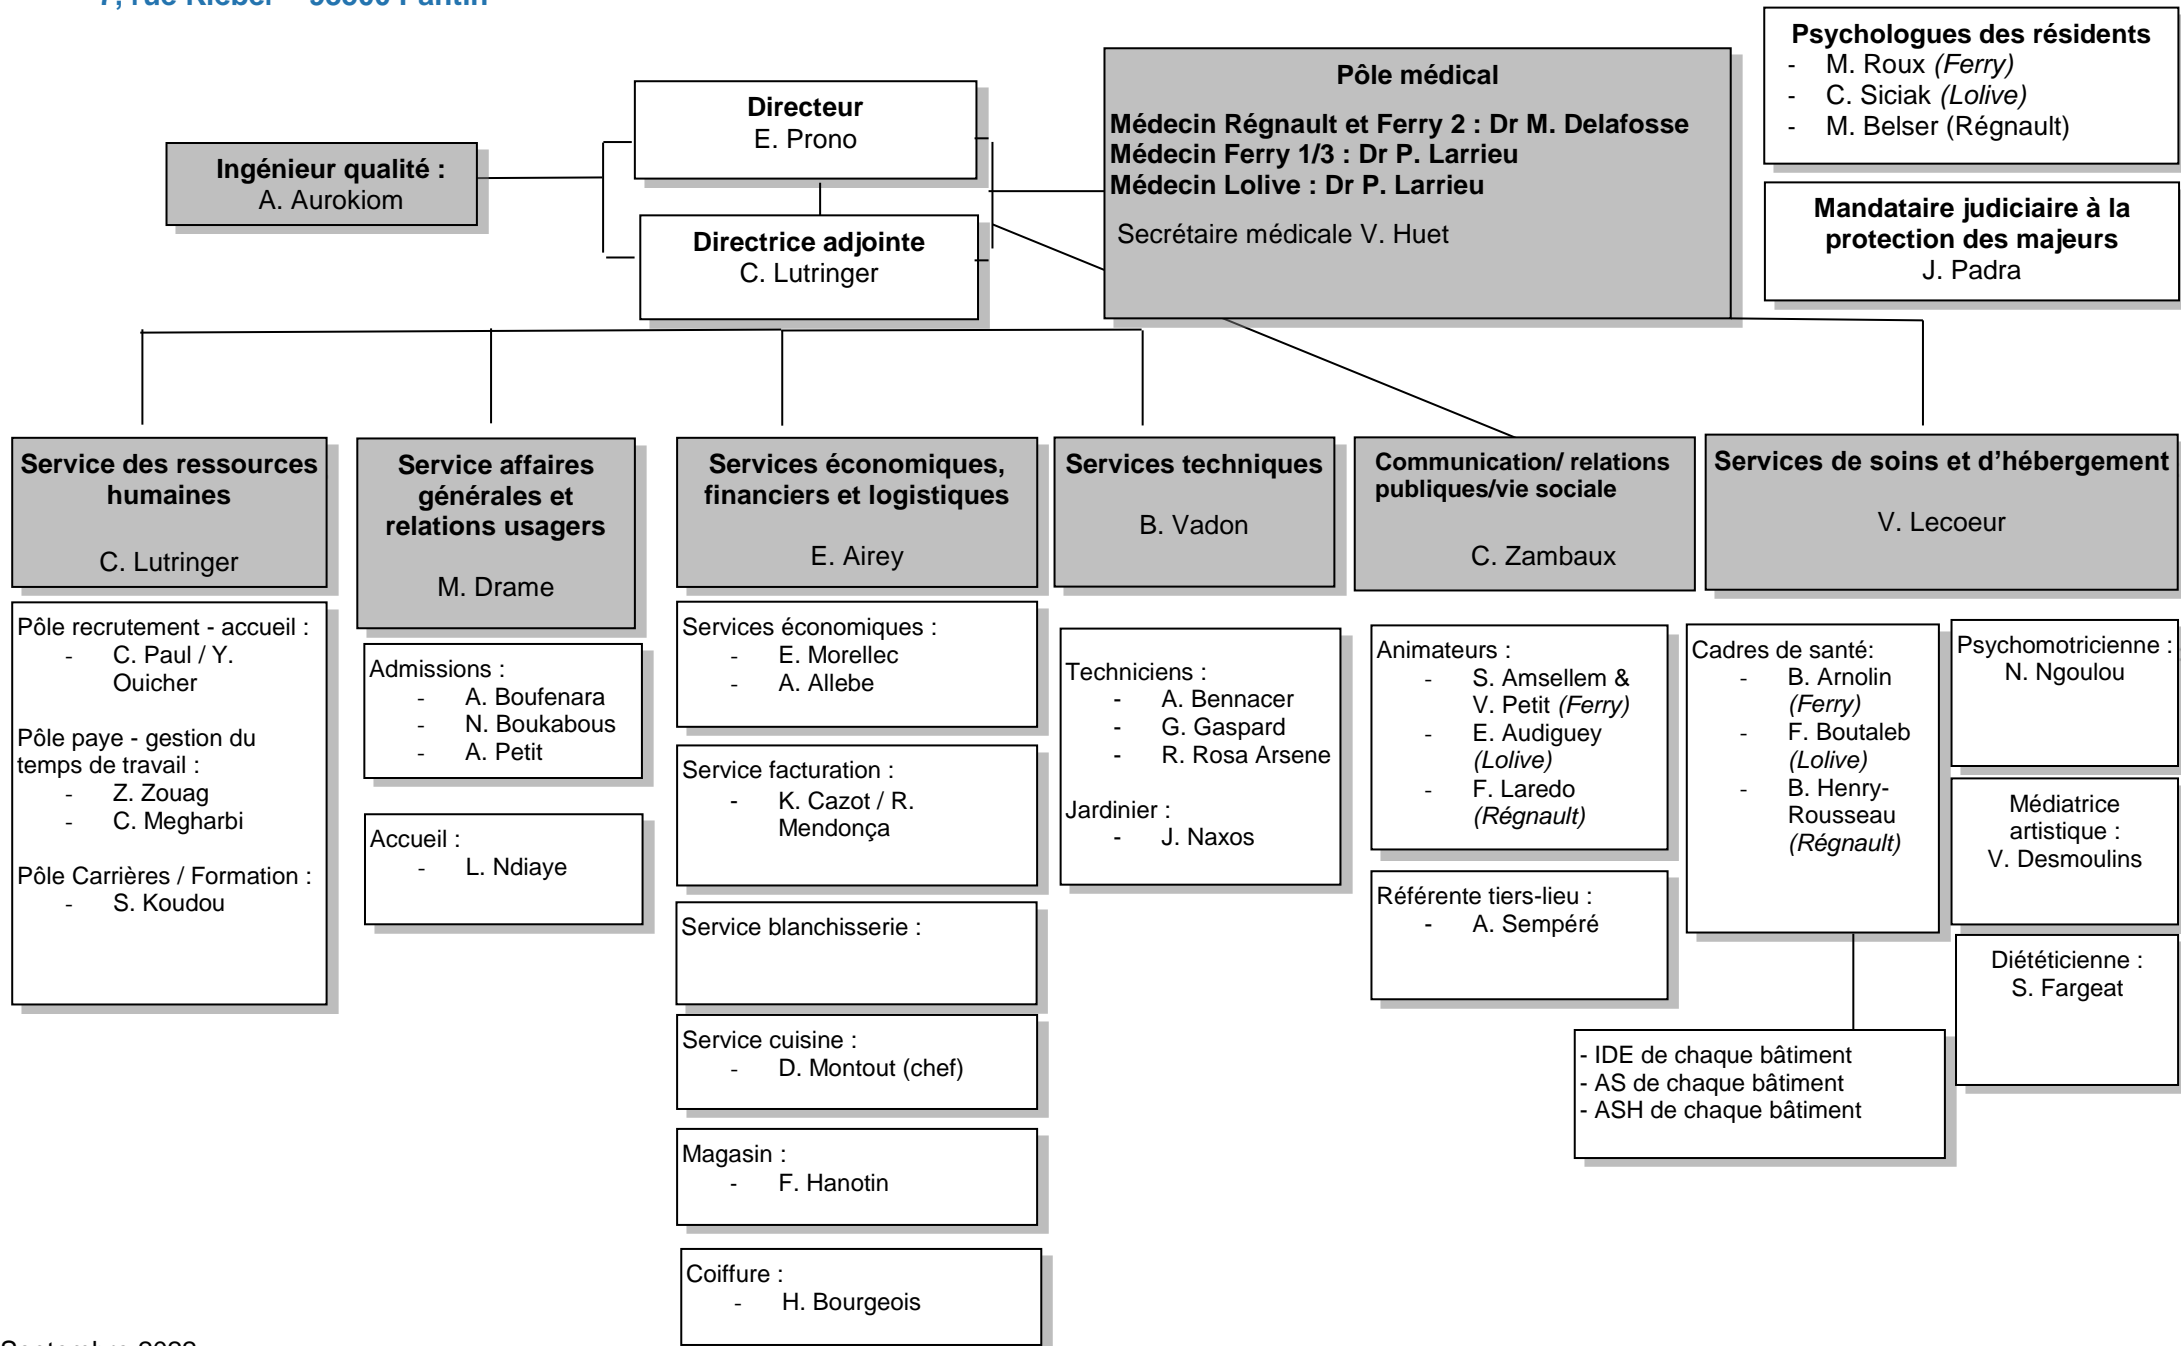 7, rue Kléber – 93500 Pantin
Psychologues des résidents
- M. Roux (Ferry)
- C. Siciak (Lolive)
- M. Belser (Régnault)
Mandataire judiciaire à la
protection des majeurs
J. Padra
Pôle médical
Médecin Régnault et Ferry 2 : Dr M. Delafosse
Médecin Ferry 1/3 : Dr P. Larrieu
Médecin Lolive : Dr P. Larrieu
Secrétaire médicale V. Huet
Directeur
E. Prono
Ingénieur qualité :
A. Aurokiom
Directrice adjointe
C. Lutringer
Service des ressources
humaines
C. Lutringer
Pôle recrutement - accueil :
- C. Paul / Y.
Ouicher
Pôle paye - gestion du
temps de travail :
- Z. Zouag
- C. Megharbi
Pôle Carrières / Formation :
- S. Koudou
Service affaires
générales et
relations usagers
M. Drame
Admissions :
- A. Boufenara
- N. Boukabous
- A. Petit
Accueil :
- L. Ndiaye
Services économiques,
financiers et logistiques
E. Airey
Services économiques :
- E. Morellec
- A. Allebe
Service facturation :
- K. Cazot / R.
Mendonça
Service blanchisserie :
Service cuisine :
- D. Montout (chef)
Magasin :
- F. Hanotin
Coiffure :
- H. Bourgeois
Services techniques
B. Vadon
Techniciens :
- A. Bennacer
- G. Gaspard
- R. Rosa Arsene
Jardinier :
- J. Naxos
Communication/ relations
publiques/vie sociale
C. Zambaux
Animateurs :
- S. Amsellem &
V. Petit (Ferry)
- E. Audiguey
(Lolive)
- F. Laredo
(Régnault)
Référente tiers-lieu :
- A. Sempéré
Services de soins et d’hébergement
V. Lecoeur
Cadres de santé:
- B. Arnolin
(Ferry)
- F. Boutaleb
(Lolive)
- B. Henry-
Rousseau
(Régnault)
Psychomotricienne :
N. Ngoulou
Médiatrice
artistique :
V. Desmoulins
Diététicienne :
S. Fargeat
- IDE de chaque bâtiment
- AS de chaque bâtiment
- ASH de chaque bâtiment
Septembre